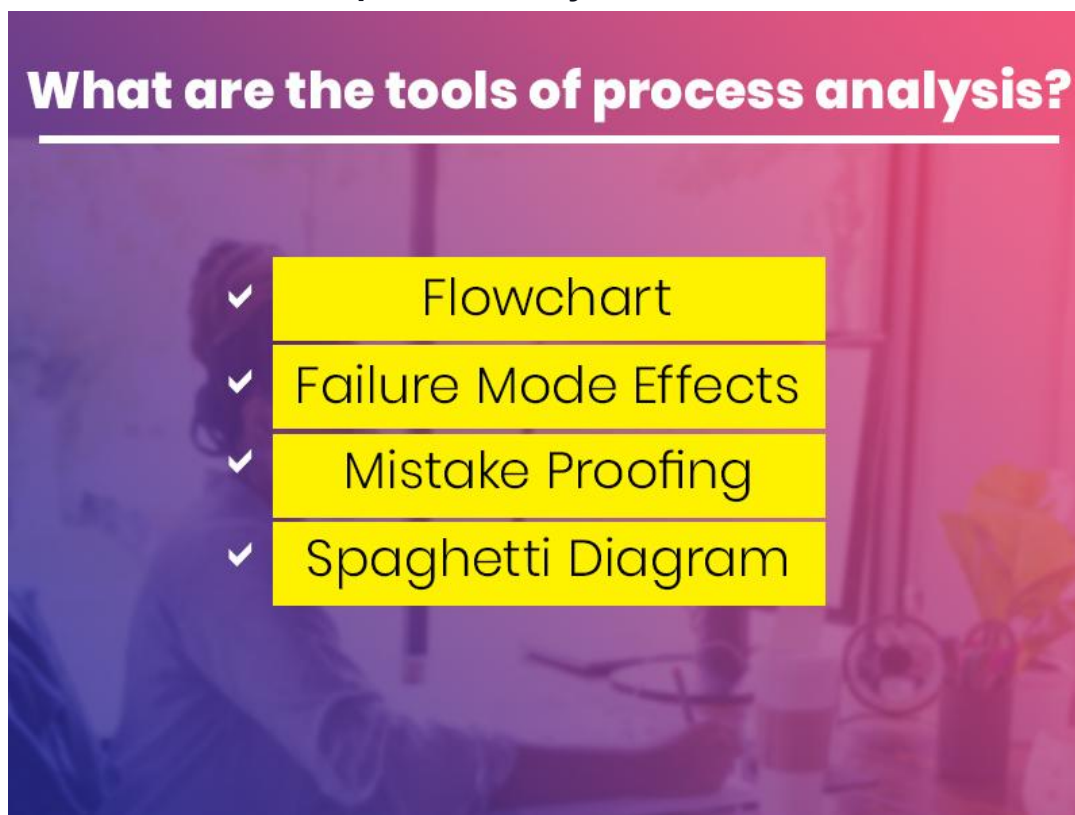 What are the tools of process analysis?
Flowchart
Failure Mode Effects
Mistake Proofing
Spaghetti Diagram